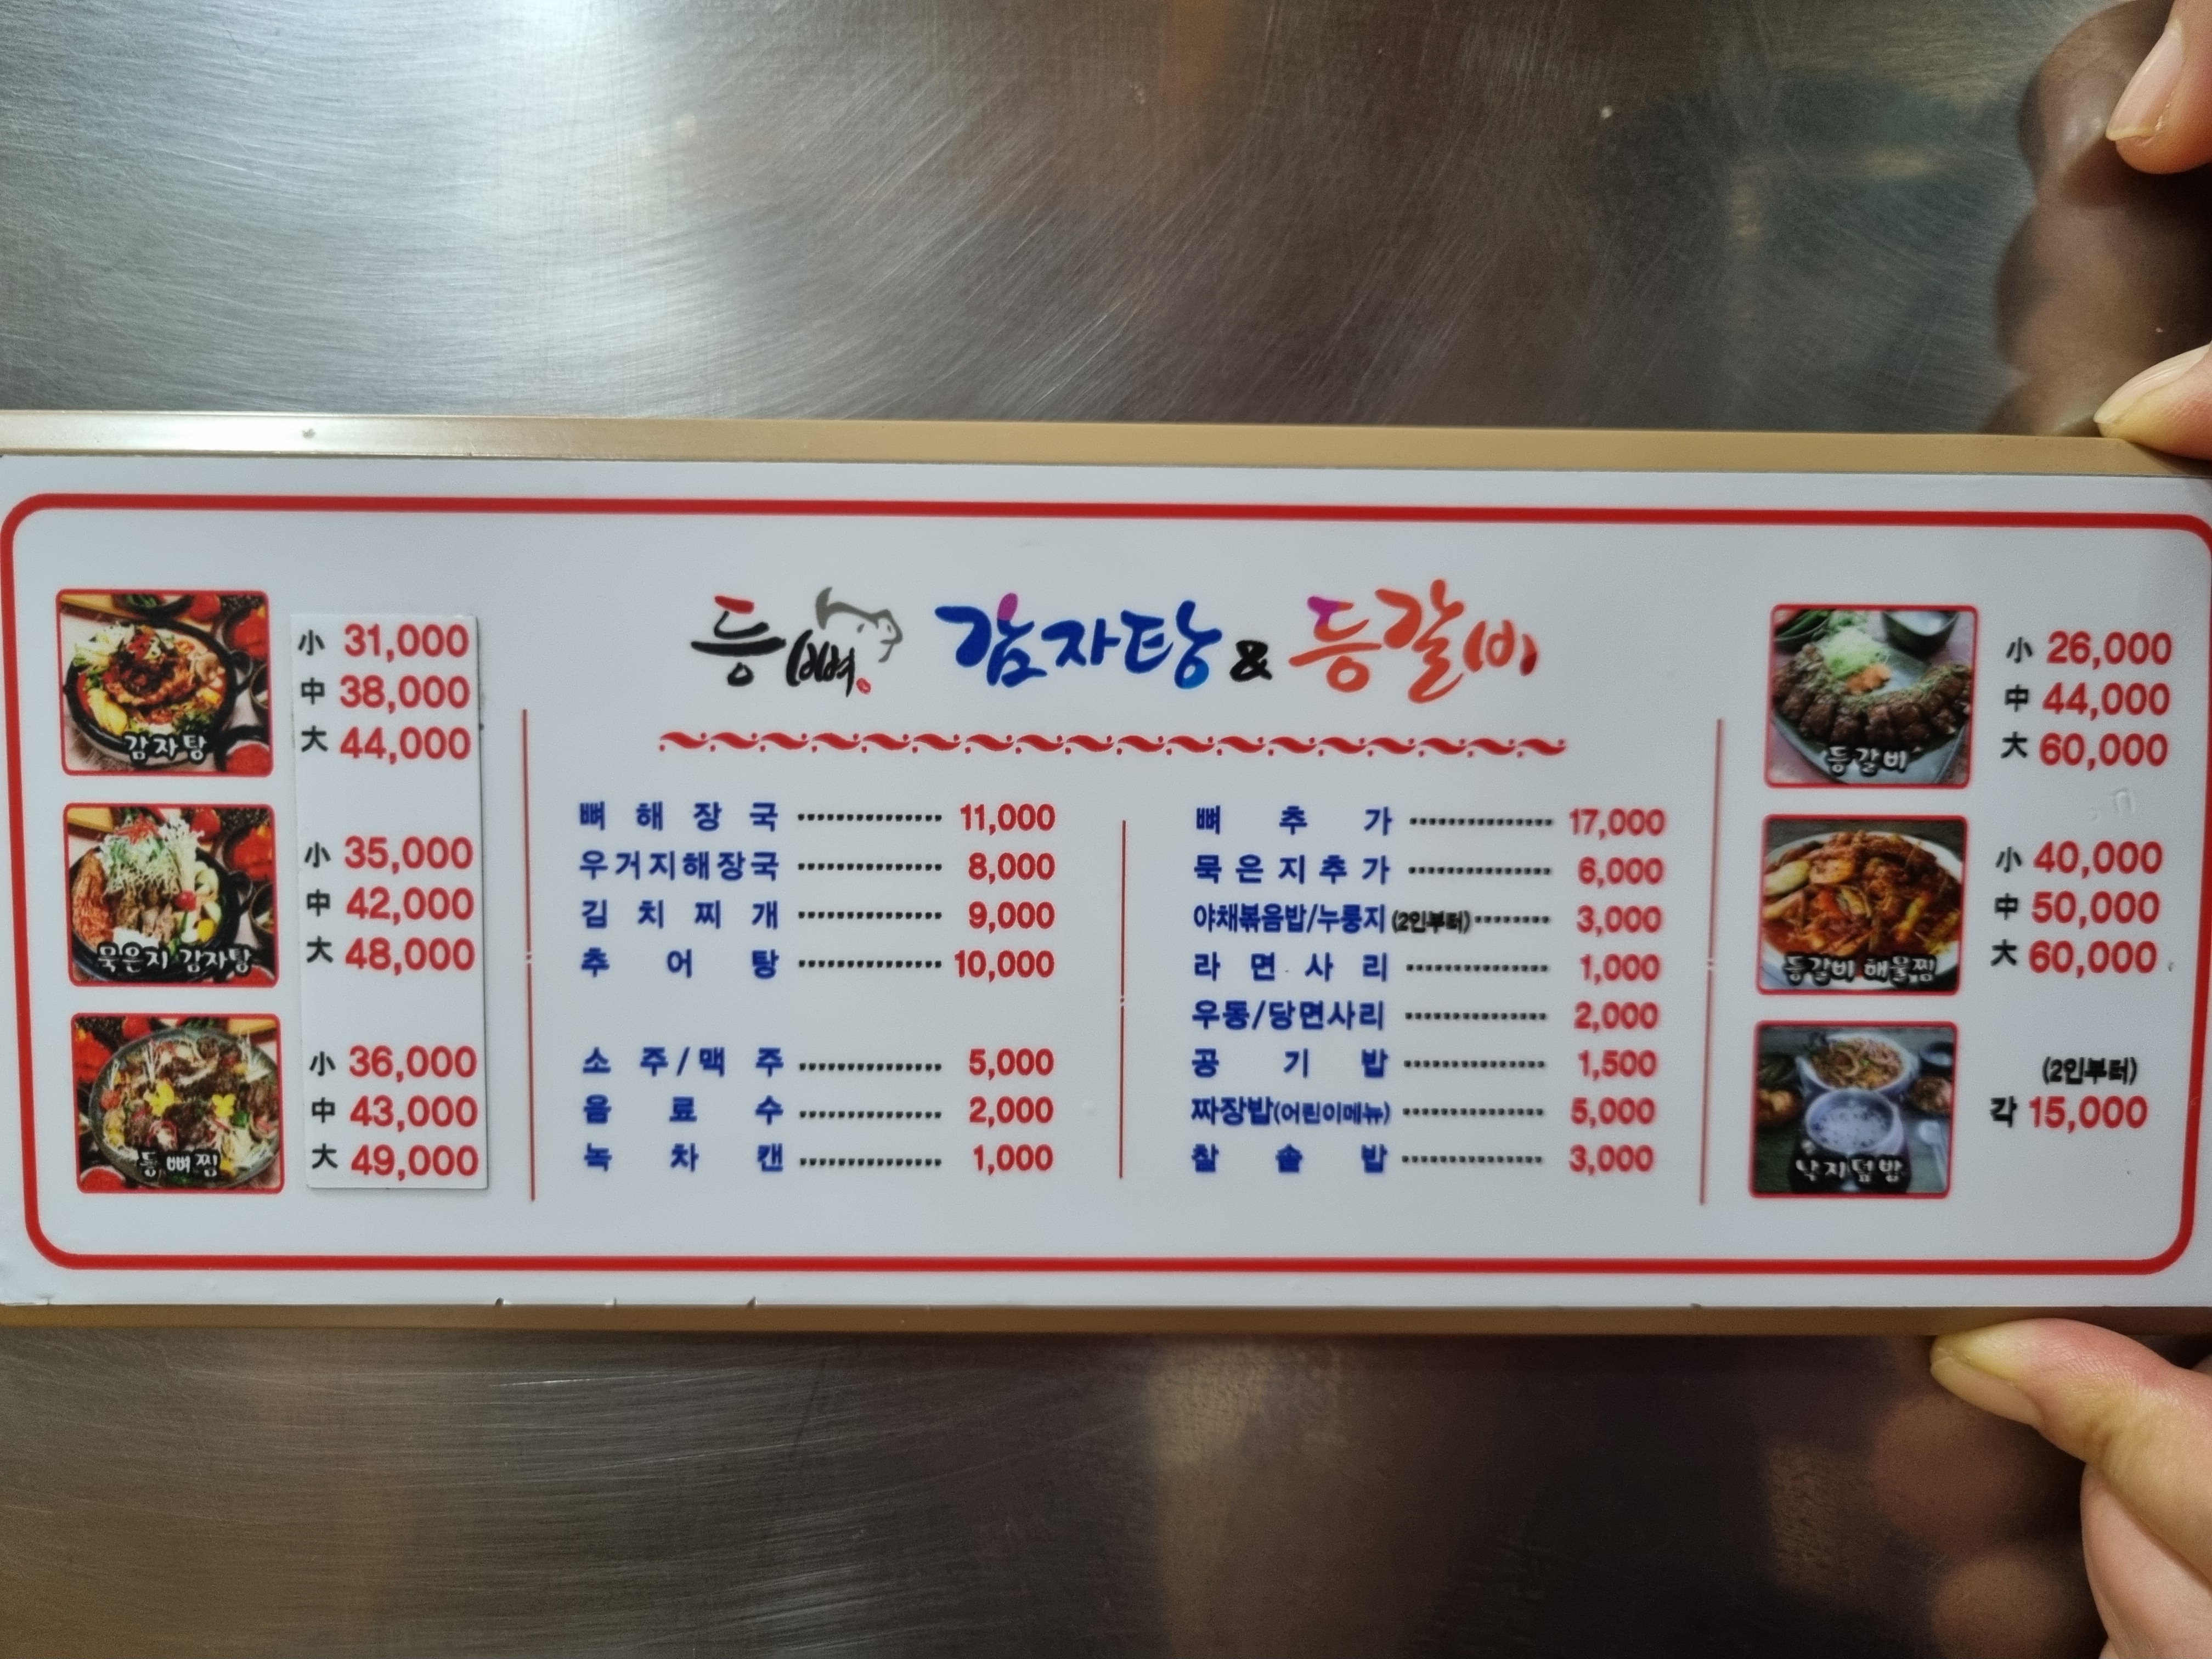 등뼈 감자탕 & 등갈비
감자탕
小 31,000
中 38,000
大 44,000
묵은지 감자탕
小 35,000
中 42,000
大 48,000
등뼈찜
小 36,000
中 43,000
大 49,000
뼈해장국 11,000
우거지해장국 8,000
김치찌개 9,000
추어탕 10,000
소주/맥주 5,000
음료수 2,000
녹차캔 1,000
뼈추가 17,000
묵은지추가 6,000
야채볶음밥/누룽지 (2인부터) 3,000
라면사리 1,000
우동/당면사리 2,000
공기밥 1,500
짜장밥(어린이메뉴) 5,000
찰솥밥 3,000
등갈비
小 26,000
中 44,000
大 60,000
등갈비 해물찜
小 40,000
中 50,000
大 60,000
낙지덮밥
(2인부터)
각 15,000